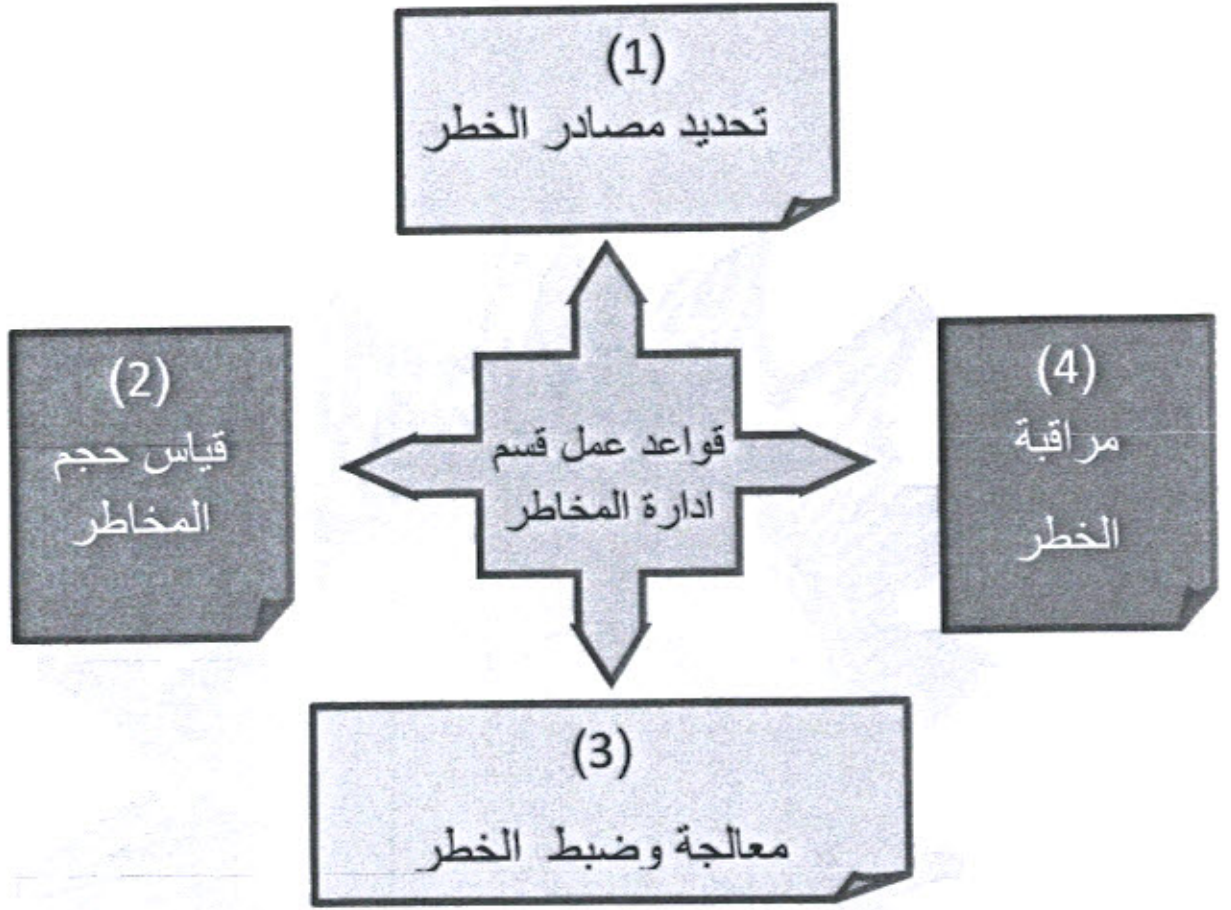 (1)
تحديد مصادر الخطر
(2)
قياس حجم
المخاطر
قواعد عمل قسم
ادارة المخاطر
(4)
مراقبة
الخطر
(3)
معالجة وضبط الخطر